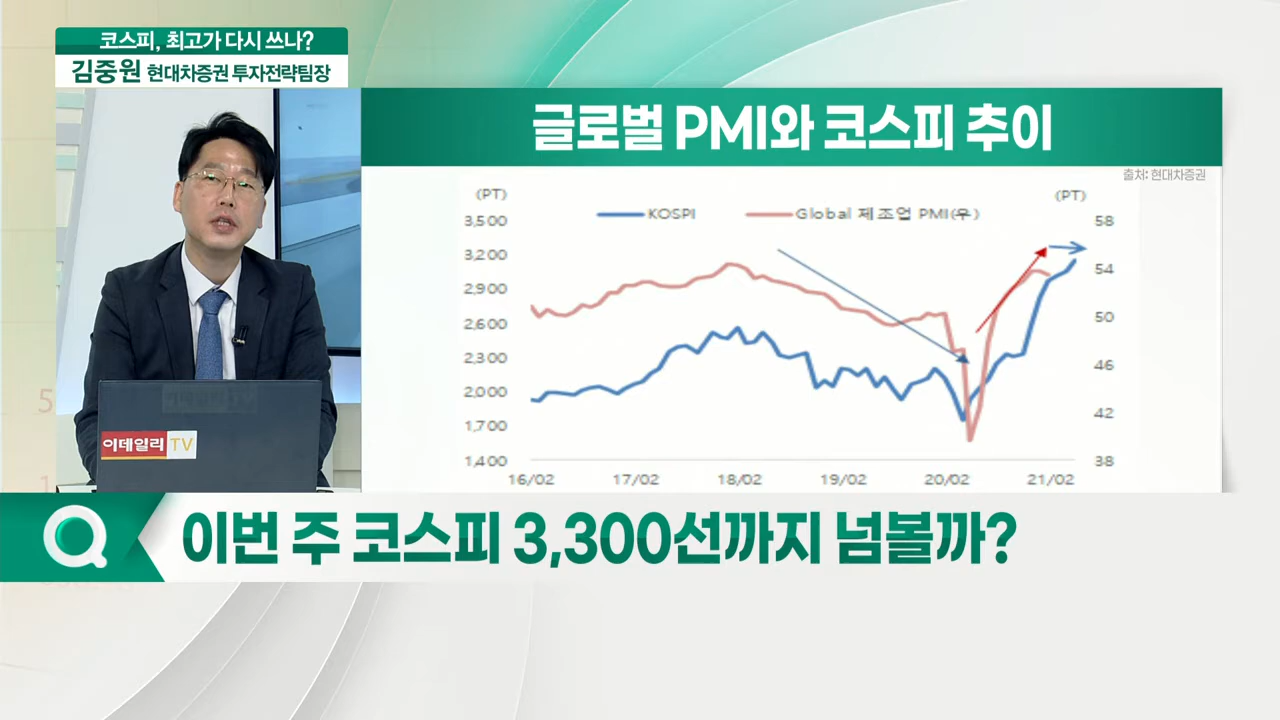 코스피, 최고가 다시 쓰나?
김중원 현대차증권 투자전략팀장
글로벌 PMI와 코스피 추이
출처: 현대차증권
(PT)
(PT)
KOSPI
Global 제조업 PMI(우)
3,500
3,200
2,900
2,600
2,300
2,000
1,700
1,400
58
54
50
46
42
38
16/02
17/02
18/02
19/02
20/02
21/02
이데일리 TV
이번 주 코스피 3,300선까지 넘볼까?